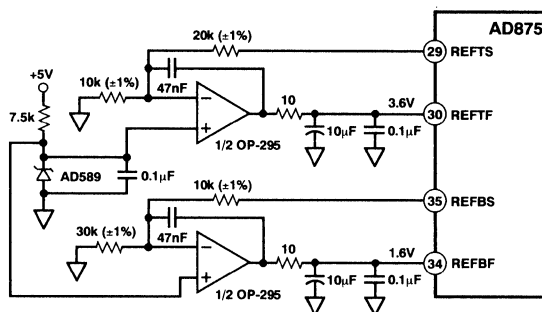 AD875
20k (±1%)
29 REFTS
+5V
10k (±1%)
47nF
7.5k
10
3.6V
30 REFTF
1/2 OP-295
10μF
0.1μF
AD589
0.1μF
10k (±1%)
35 REFBS
30k (±1%)
47nF
10
1.6V
34 REFBF
1/2 OP-295
10μF
0.1μF